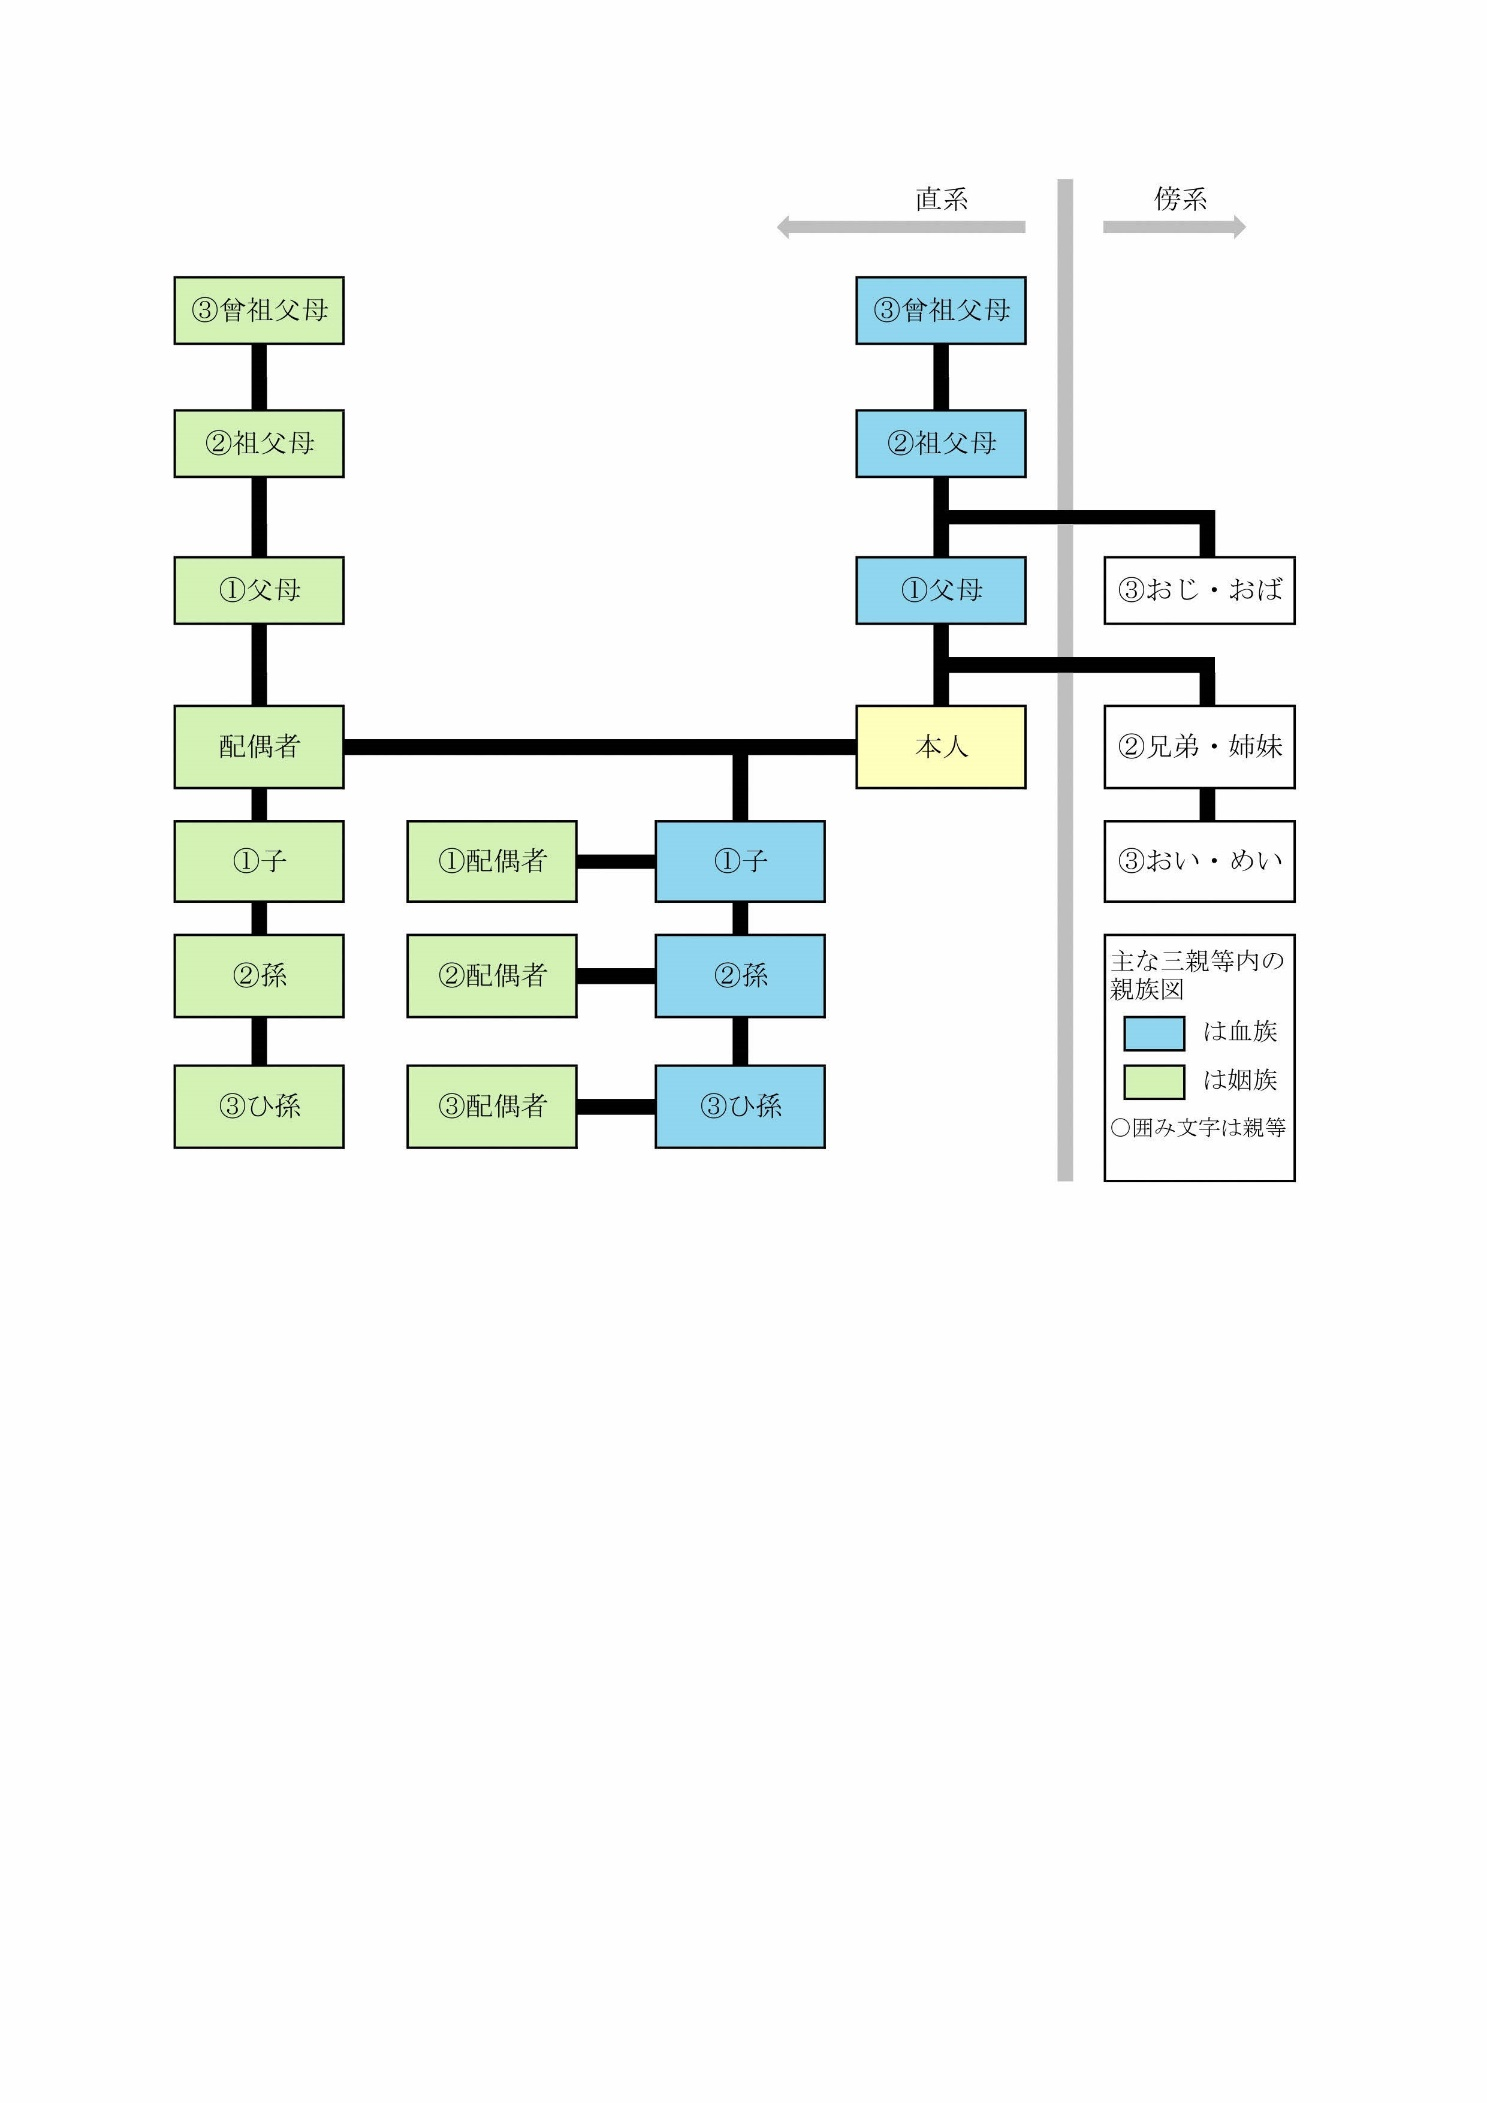 直系
傍系
③曾祖父母
③曾祖父母
②祖父母
②祖父母
①父母
①父母
③おじ・おば
配偶者
本人
②兄弟・姉妹
①子
①配偶者
①子
③おい・めい
②孫
②配偶者
②孫
③ひ孫
③配偶者
③ひ孫
主な三親等内の
親族図
は血族
は姻族
○囲み文字は親等